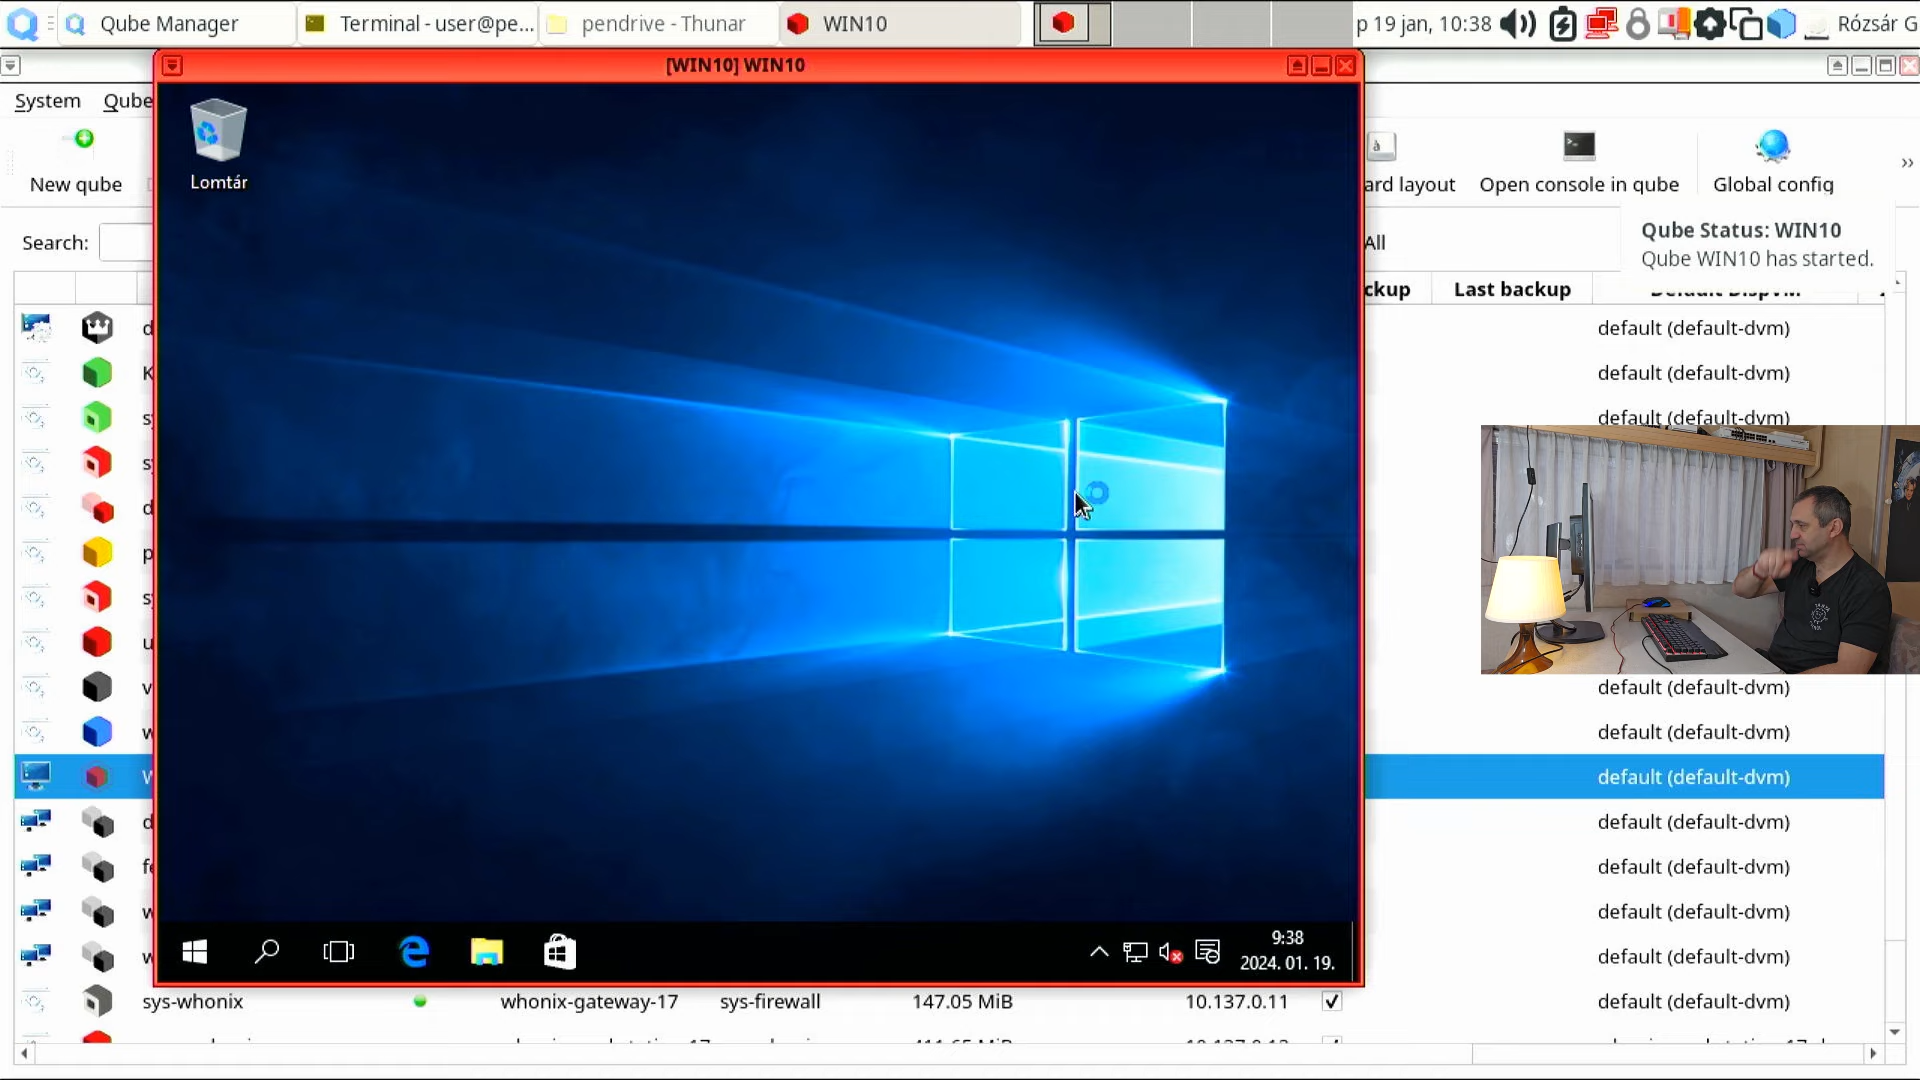 Qube Manager
Terminal - user@pe...
pendrive - Thunar
WIN10
p 19 jan, 10:38
Rózsár G
[WIN10] WIN10
System
Qube
New qube
ard layout
Open console in qube
Global config
»
Search:
All
Qube Status: WIN10
Qube WIN10 has started.
Lomtár
ckup
Last backup
default (default-dvm)
default (default-dvm)
default (default-dvm)
default (default-dvm)
default (default-dvm)
default (default-dvm)
default (default-dvm)
default (default-dvm)
default (default-dvm)
default (default-dvm)
default (default-dvm)
9:38
2024. 01. 19.
sys-whonix
whonix-gateway-17
sys-firewall
147.05 MiB
10.137.0.11
default (default-dvm)